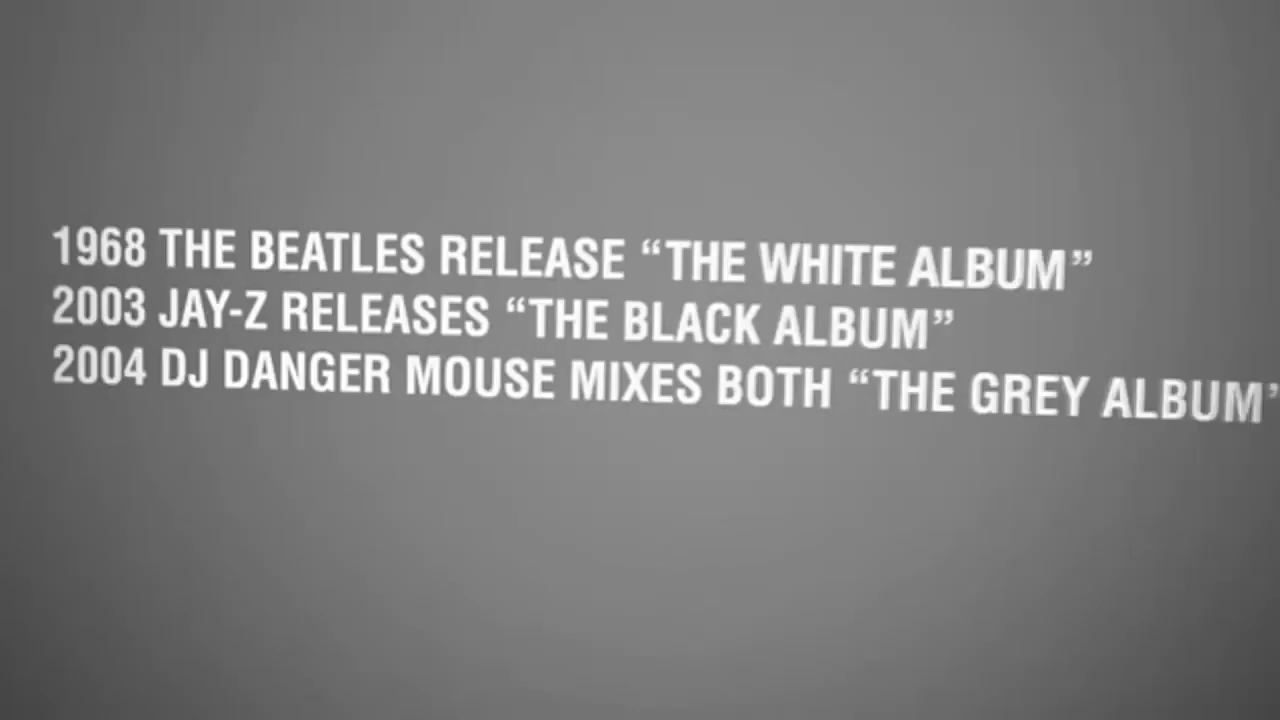 1968 THE BEATLES RELEASE “THE WHITE ALBUM”
2003 JAY-Z RELEASES “THE BLACK ALBUM”
2004 DJ DANGER MOUSE MIXES BOTH “THE GREY ALBUM”